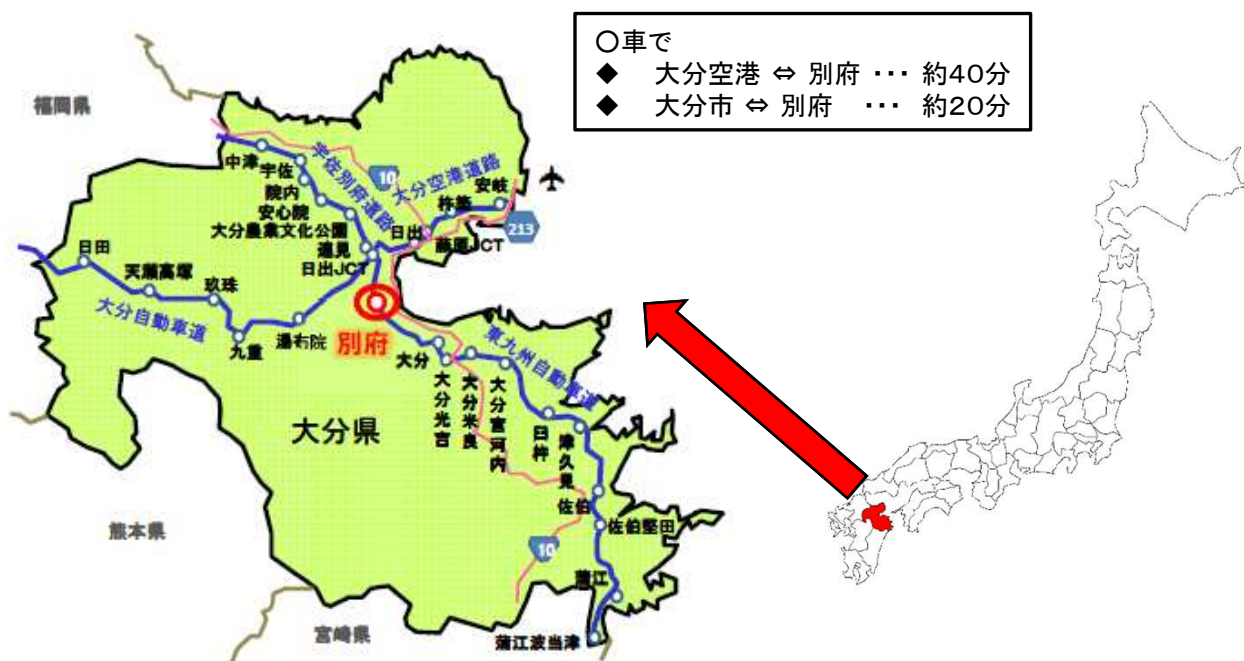 〇車で
◆ 大分空港 ⇔ 別府 ・・・ 約40分
◆ 大分市 ⇔ 別府 ・・・ 約20分
福岡県
中津
宇佐
院内
安心院
大分農業文化公園
速見
日出JCT
宇佐別府道路
10
大分空港道路
安岐
杵築
日出
藤原JCT
213
日田
天瀬高塚
玖珠
大分自動車道
九重
湯布院
別府
大分
東九州自動車道
大分光吉
大分米良
大分宮河内
臼杵
津久見
大分県
佐伯
佐伯堅田
熊本県
10
蒲江
宮崎県
蒲江波当津